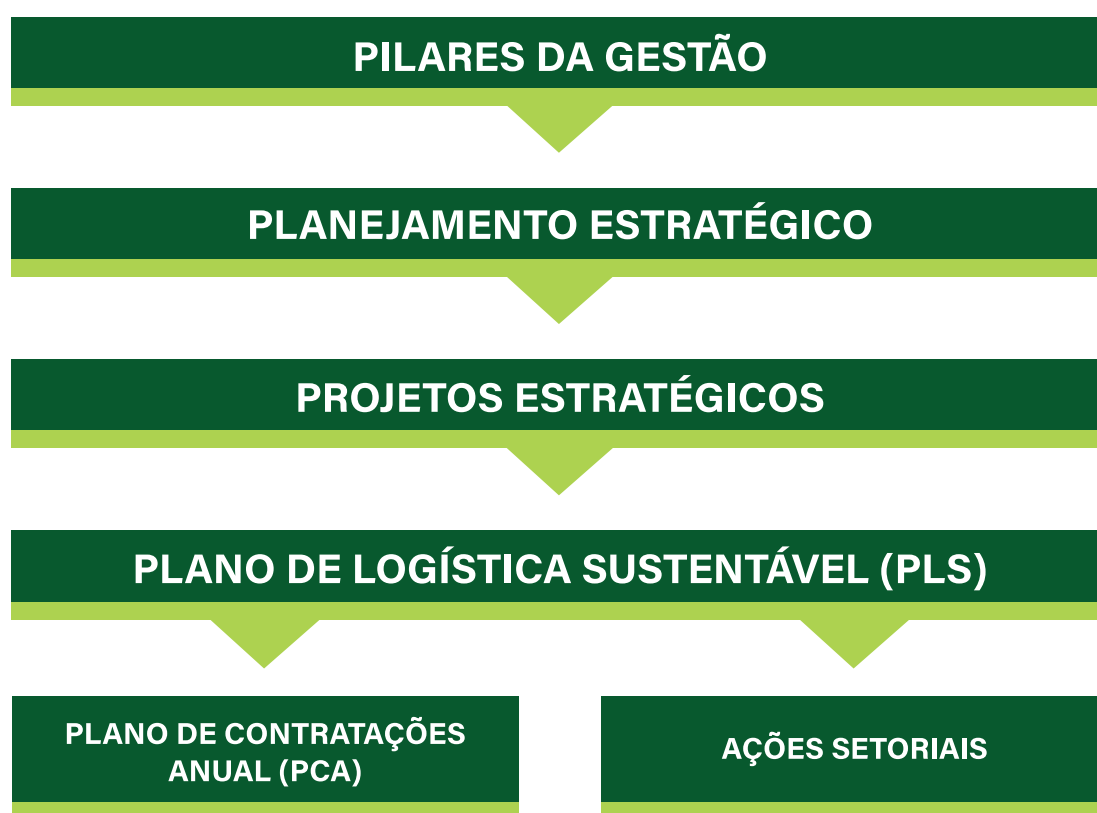 PILARES DA GESTÃO
PLANEJAMENTO ESTRATÉGICO
PROJETOS ESTRATÉGICOS
PLANO DE LOGÍSTICA SUSTENTÁVEL (PLS)
PLANO DE CONTRATAÇÕES
ANUAL (PCA)
AÇÕES SETORIAIS